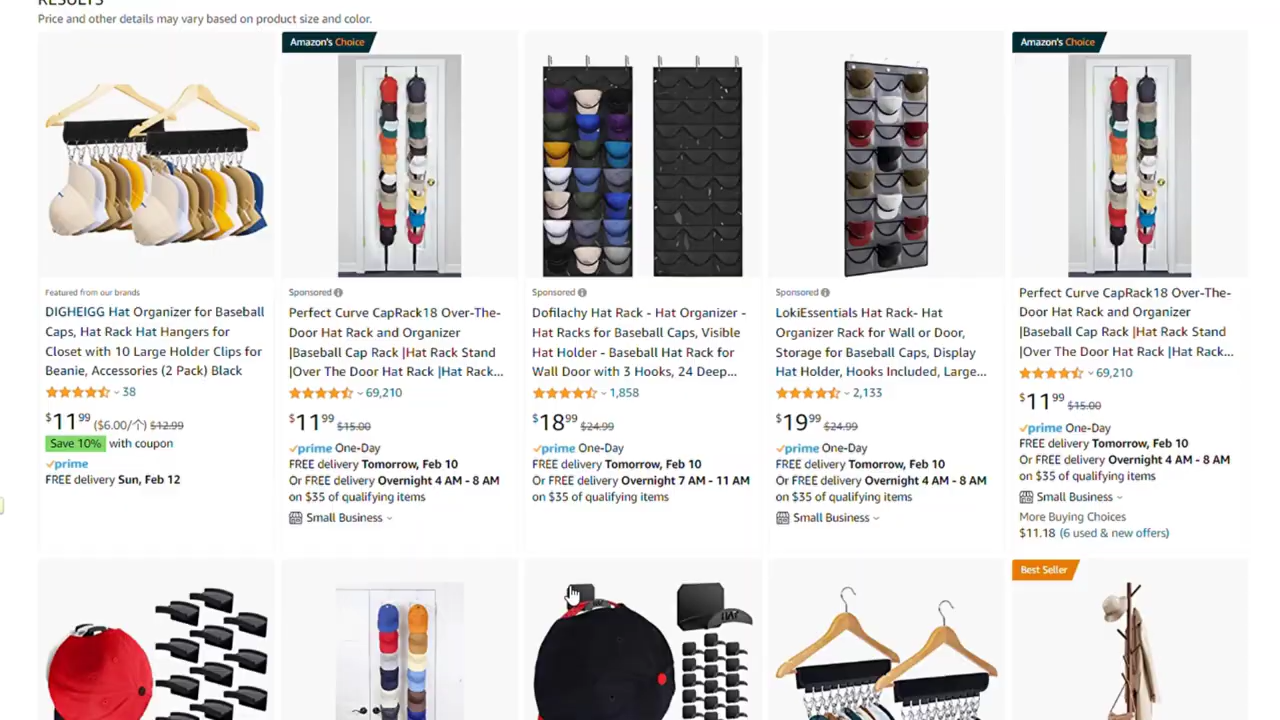 RESULTS
Price and other details may vary based on product size and color.
Featured from our brands
DIGHEIGG Hat Organizer for Baseball
Caps, Hat Rack Hat Hangers for
Closet with 10 Large Holder Clips for
Beanie, Accessories (2 Pack) Black
38
$11 99 ($6.00/个) $12.99
Save 10% with coupon
prime
FREE delivery Sun, Feb 12
Amazon's Choice
Sponsored
Perfect Curve CapRack18 Over-The-
Door Hat Rack and Organizer
|Baseball Cap Rack |Hat Rack Stand
|Over The Door Hat Rack |Hat Rack...
69,210
$11 99 $15.00
prime One-Day
FREE delivery Tomorrow, Feb 10
Or FREE delivery Overnight 4 AM - 8 AM
on $35 of qualifying items
Small Business
Sponsored
Dofilachy Hat Rack - Hat Organizer -
Hat Racks for Baseball Caps, Visible
Hat Holder - Baseball Hat Rack for
Wall Door with 3 Hooks, 24 Deep...
1,858
$18 99 $24.99
prime One-Day
FREE delivery Tomorrow, Feb 10
Or FREE delivery Overnight 7 AM - 11 AM
on $35 of qualifying items
Sponsored
LokiEssentials Hat Rack- Hat
Organizer Rack for Wall or Door,
Storage for Baseball Caps, Display
Hat Holder, Hooks Included, Large...
2,133
$19 99 $24.99
prime One-Day
FREE delivery Tomorrow, Feb 10
Or FREE delivery Overnight 4 AM - 8 AM
on $35 of qualifying items
Small Business
Amazon's Choice
Perfect Curve CapRack18 Over-The-
Door Hat Rack and Organizer
|Baseball Cap Rack |Hat Rack Stand
|Over The Door Hat Rack |Hat Rack...
69,210
$11 99 $15.00
prime One-Day
FREE delivery Tomorrow, Feb 10
Or FREE delivery Overnight 4 AM - 8 AM
on $35 of qualifying items
Small Business
More Buying Choices
$11.18 (6 used & new offers)
Best Seller